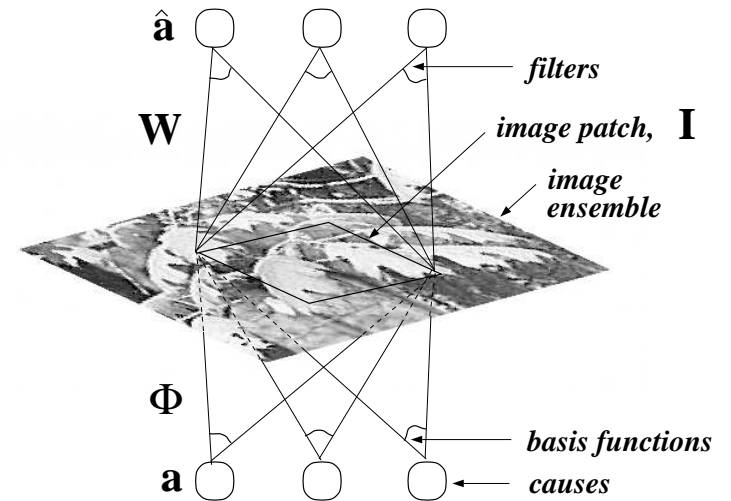 â
filters
W
image patch, I
image
ensemble
Φ
basis functions
a
causes